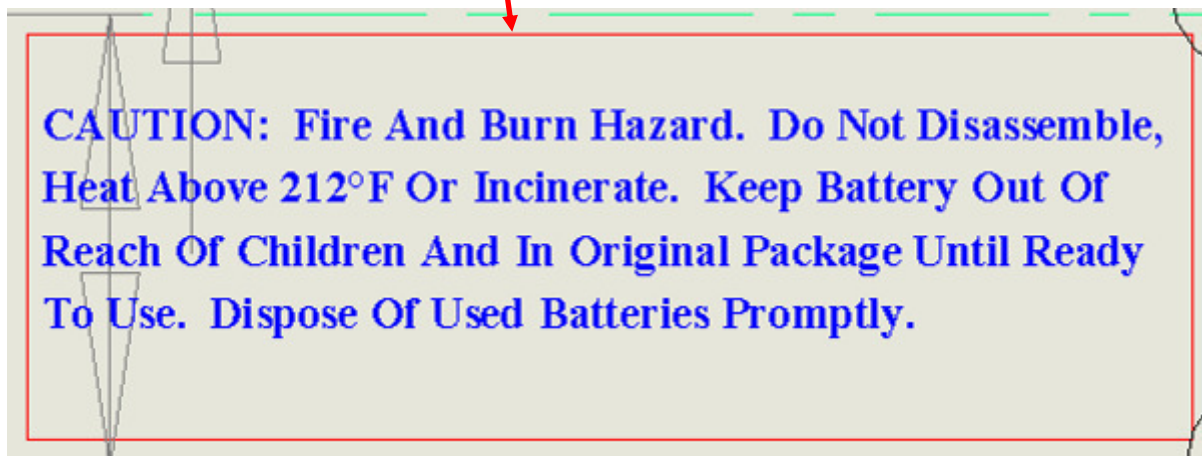 CAUTION:  Fire And Burn Hazard.  Do Not Disassemble,
Heat Above 212°F Or Incinerate.  Keep Battery Out Of
Reach Of Children And In Original Package Until Ready
To Use.  Dispose Of Used Batteries Promptly.